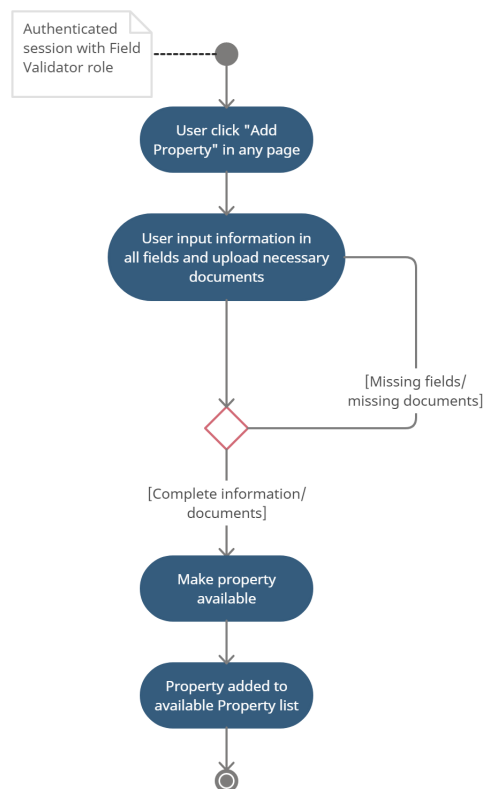 Authenticated
session with Field
Validator role
User click "Add
Property" in any page
User input information in
all fields and upload necessary
documents
[Missing fields/
missing documents]
[Complete information/
documents]
Make property
available
Property added to
available Property list